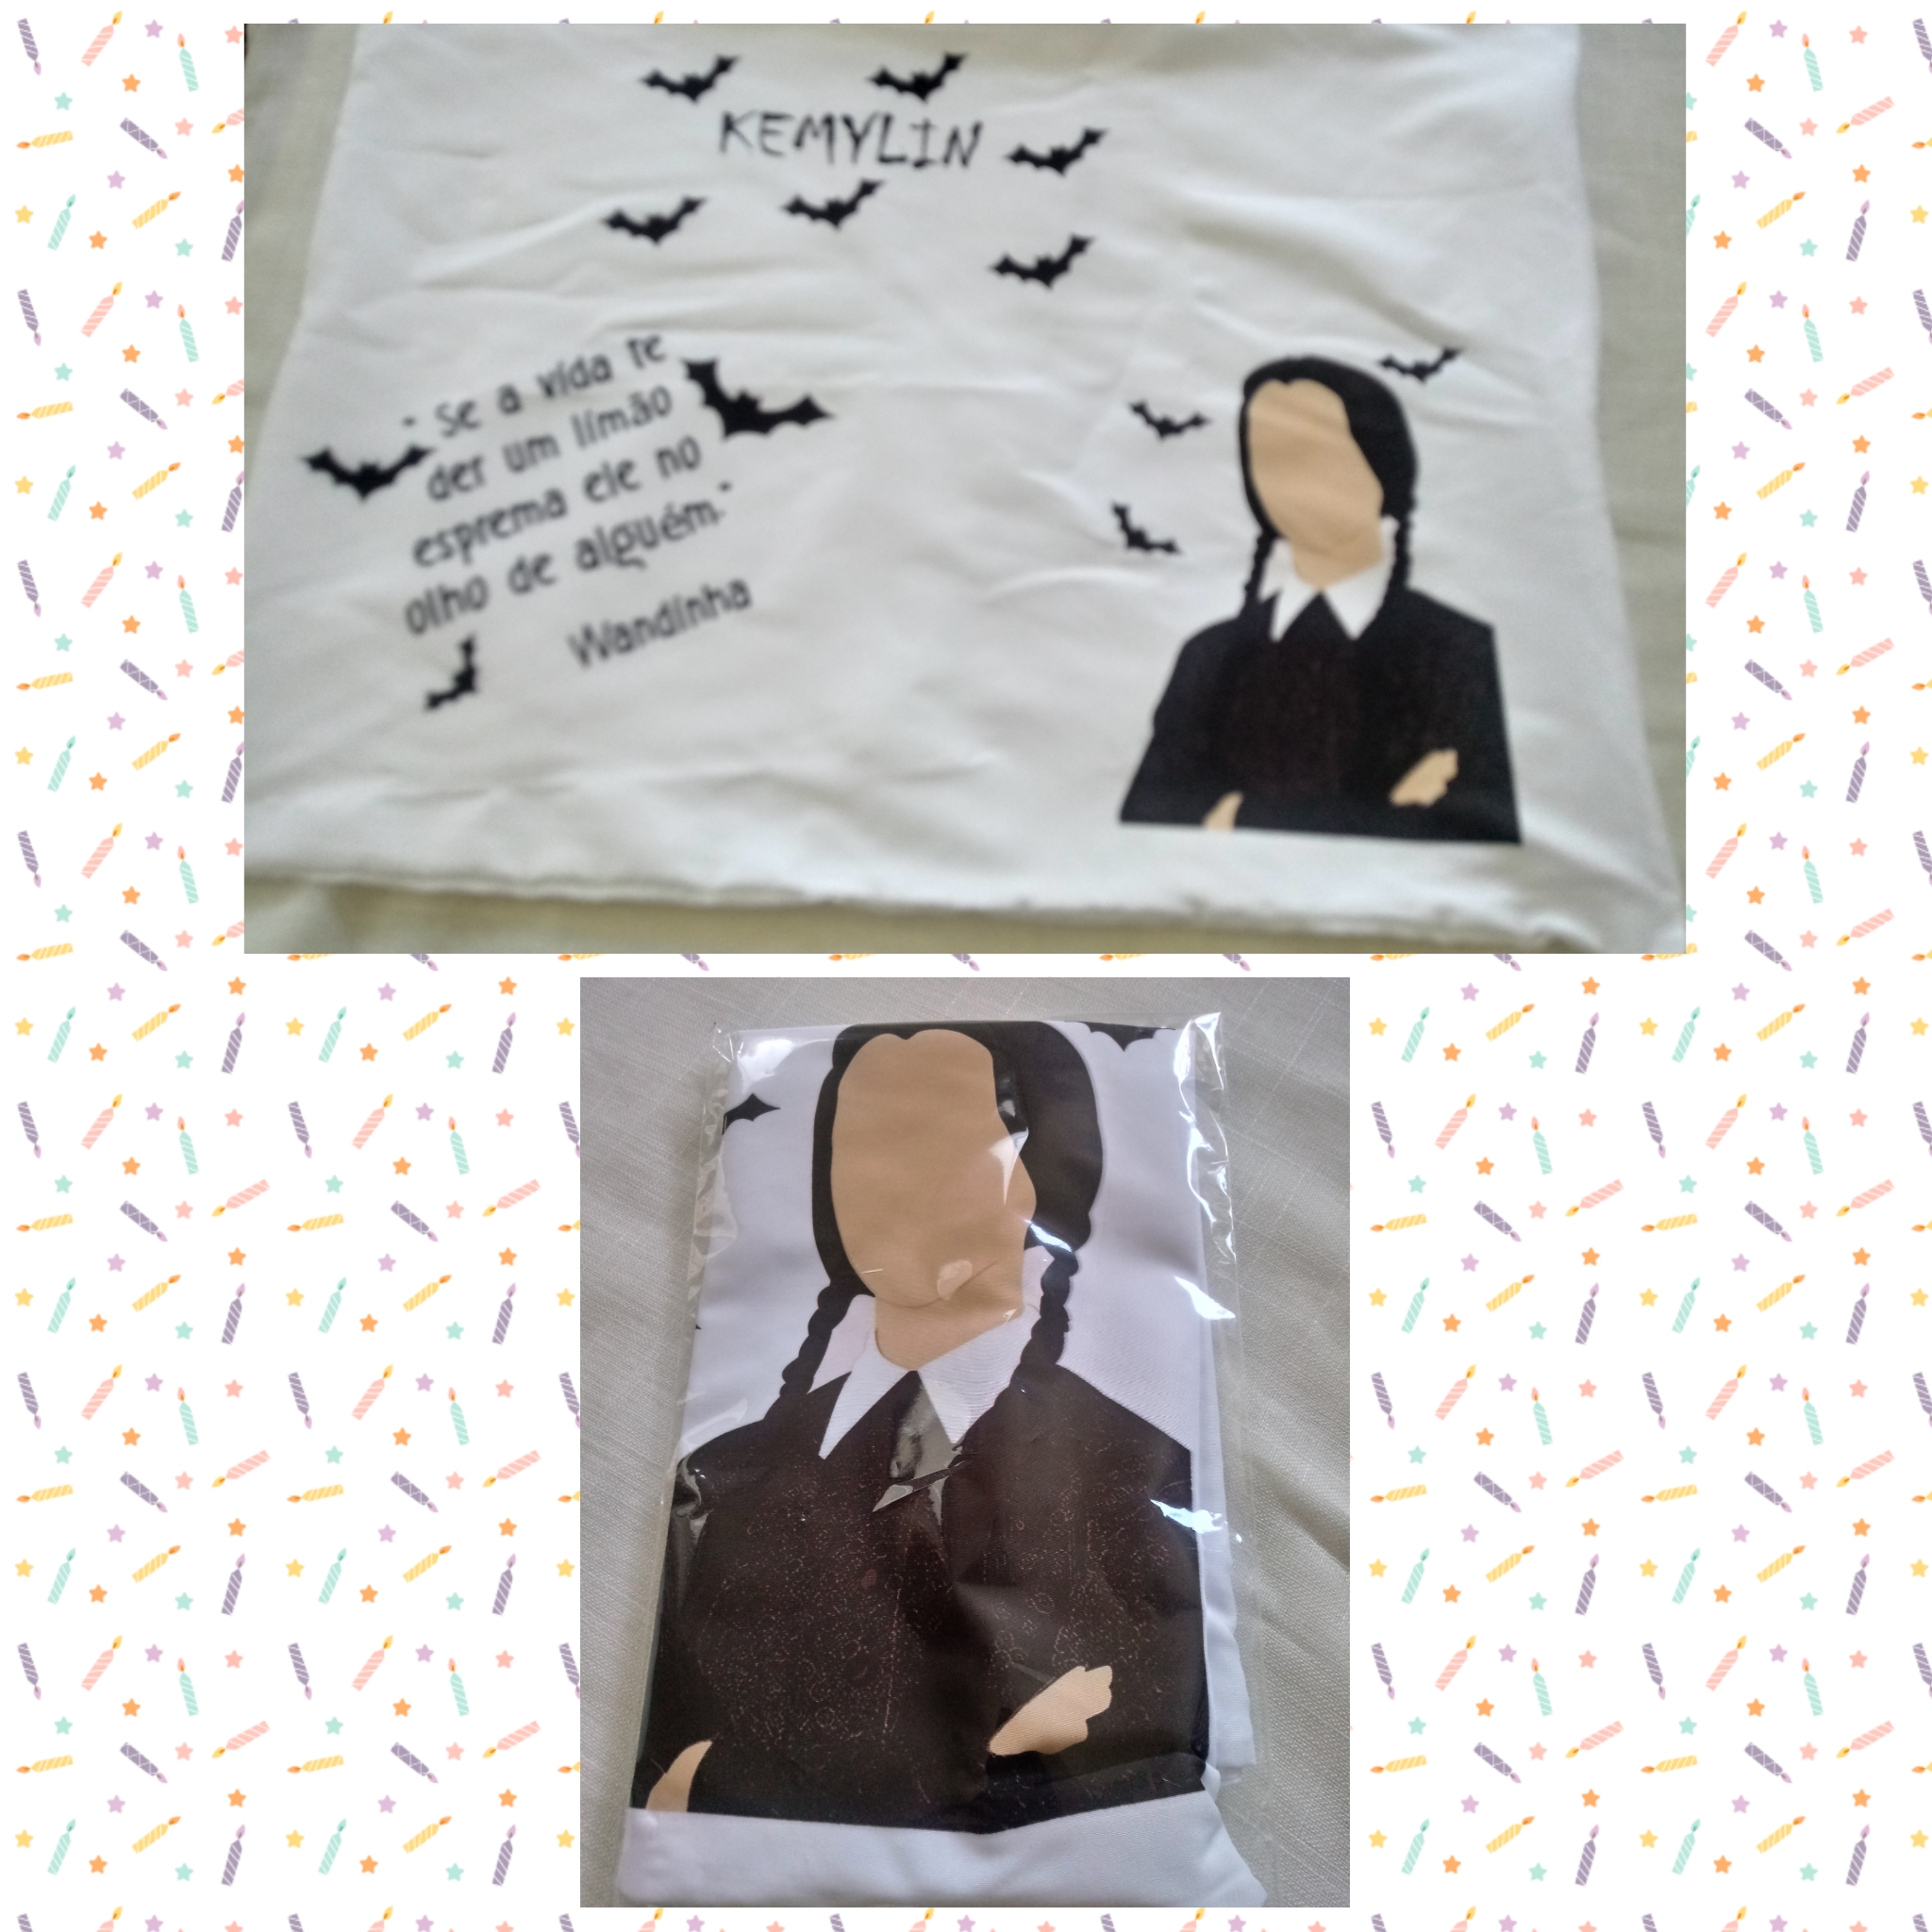 KEMYLIN
"Se a vida te
der um limão
esprema ele no
olho de alguém."
Wandinha